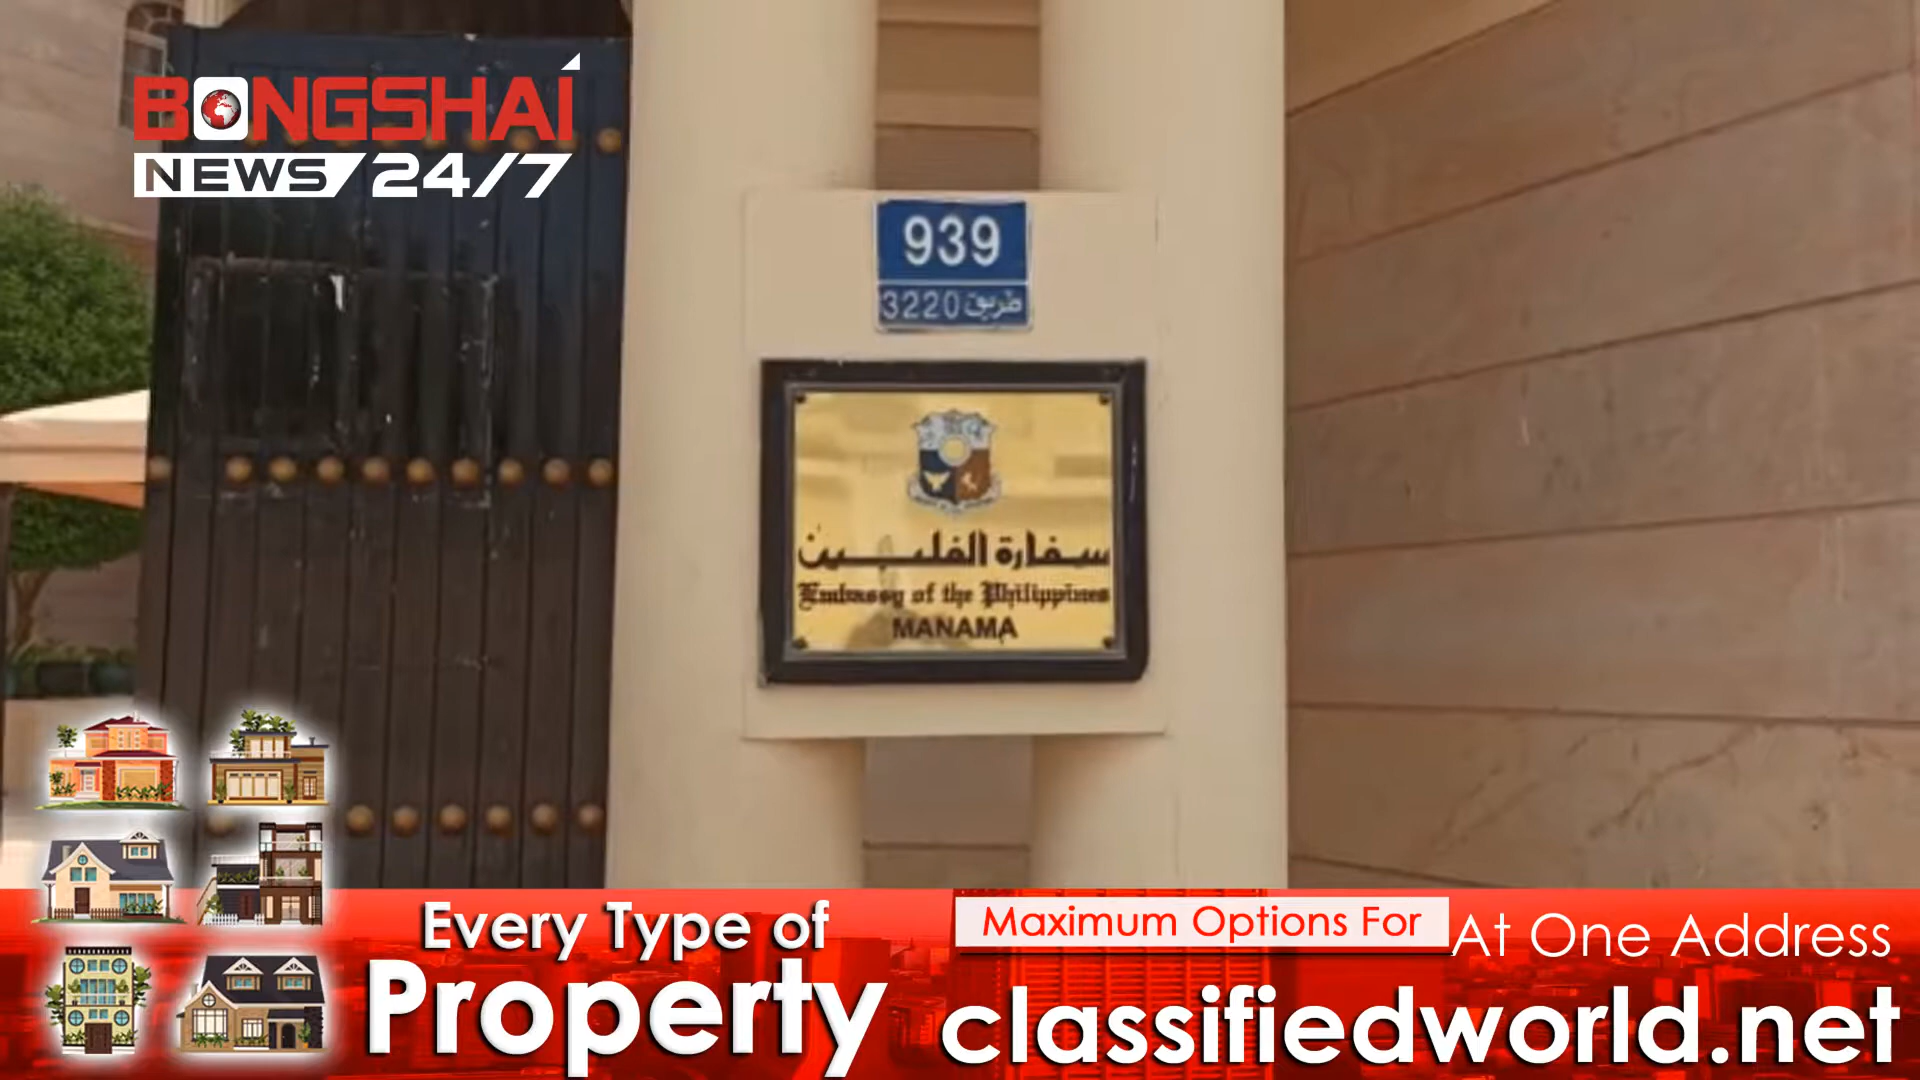 BONGSHAI
NEWS 24/7
939
3220 طريق
سفارة الفلبين
Embassy of the Philippines
MANAMA
Every Type of
Property
Maximum Options For
At One Address
classifiedworld.net